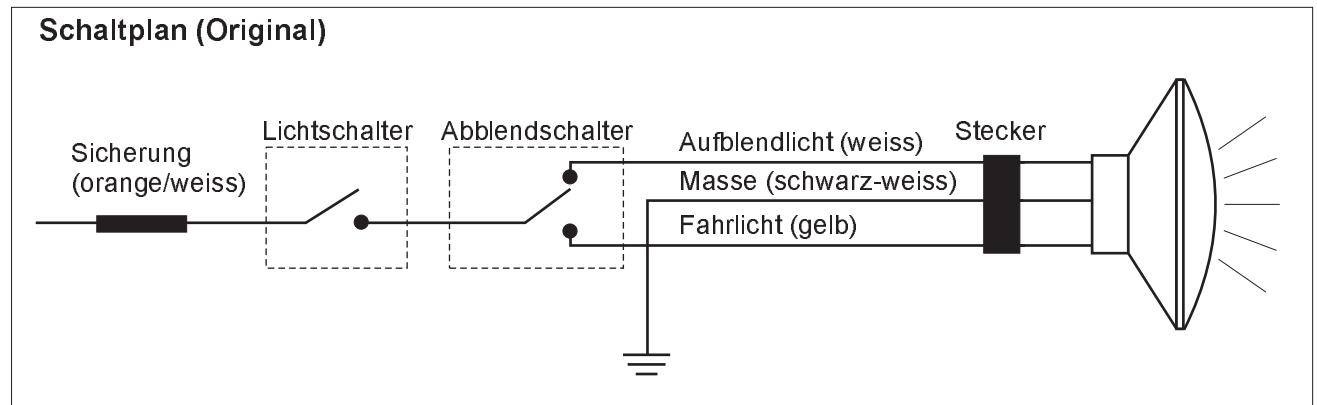 Schaltplan (Original)
Lichtschalter
Abblendschalter
Sicherung
(orange/weiss)
Aufblendlicht (weiss)
Masse (schwarz-weiss)
Fahrlicht (gelb)
Stecker